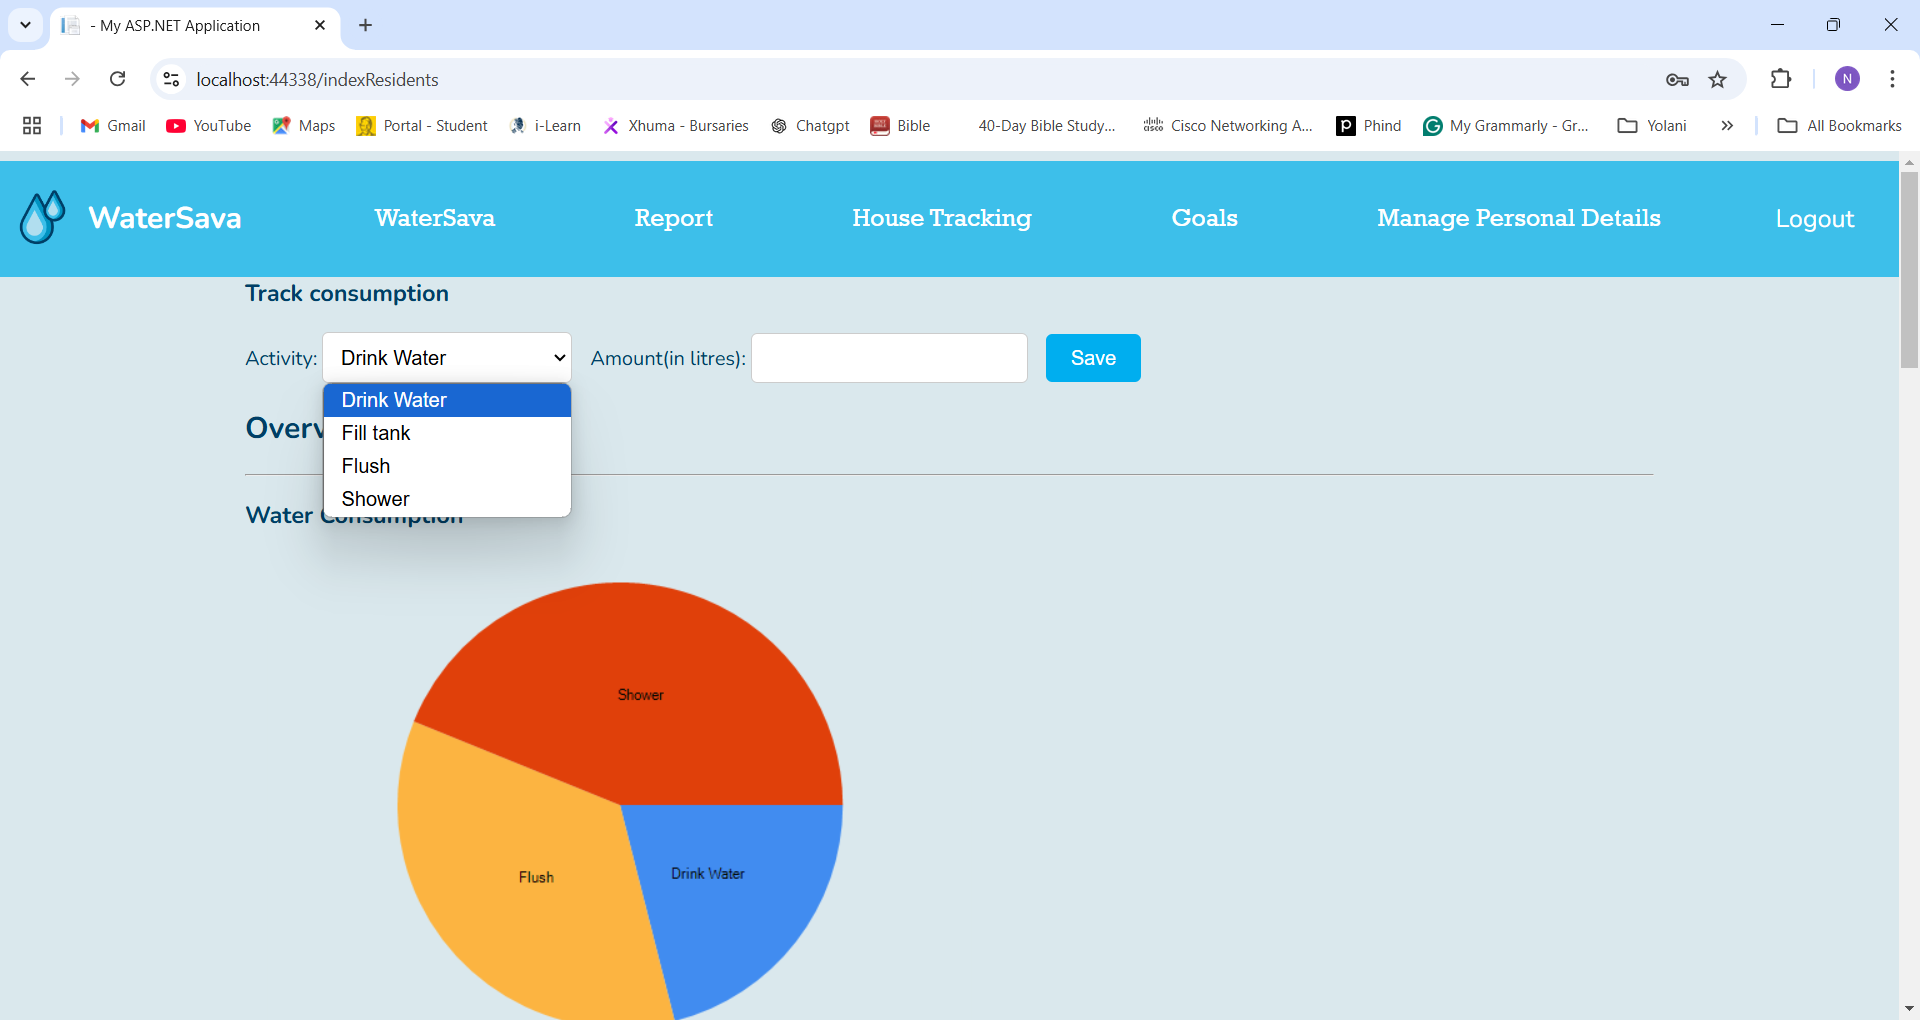 - My ASP.NET Application
localhost:44338/indexResidents
N
Gmail YouTube Maps Portal - Student i-Learn Xhuma - Bursaries Chatgpt Bible 40-Day Bible Study... Cisco Networking A... Phind My Grammarly - Gr... Yolani All Bookmarks
WaterSava WaterSava Report House Tracking Goals Manage Personal Details Logout
Track consumption
Activity: Drink Water Amount(in litres): Save
Drink Water
Fill tank
Flush
Shower
Water Consumption
Shower
Drink Water
Flush